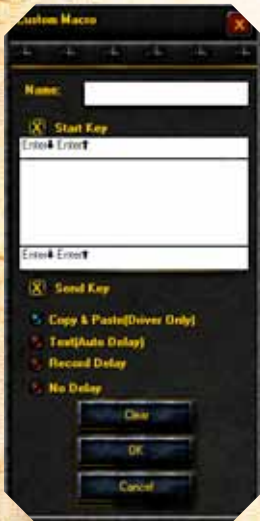 Custom Macro
X
Name:
X Start Key
Enter⬇ Enter⬆
Enter⬇ Enter⬆
X Send Key
Copy & Paste(Driver Only)
Text(Auto Delay)
Record Delay
No Delay
Clear
OK
Cancel